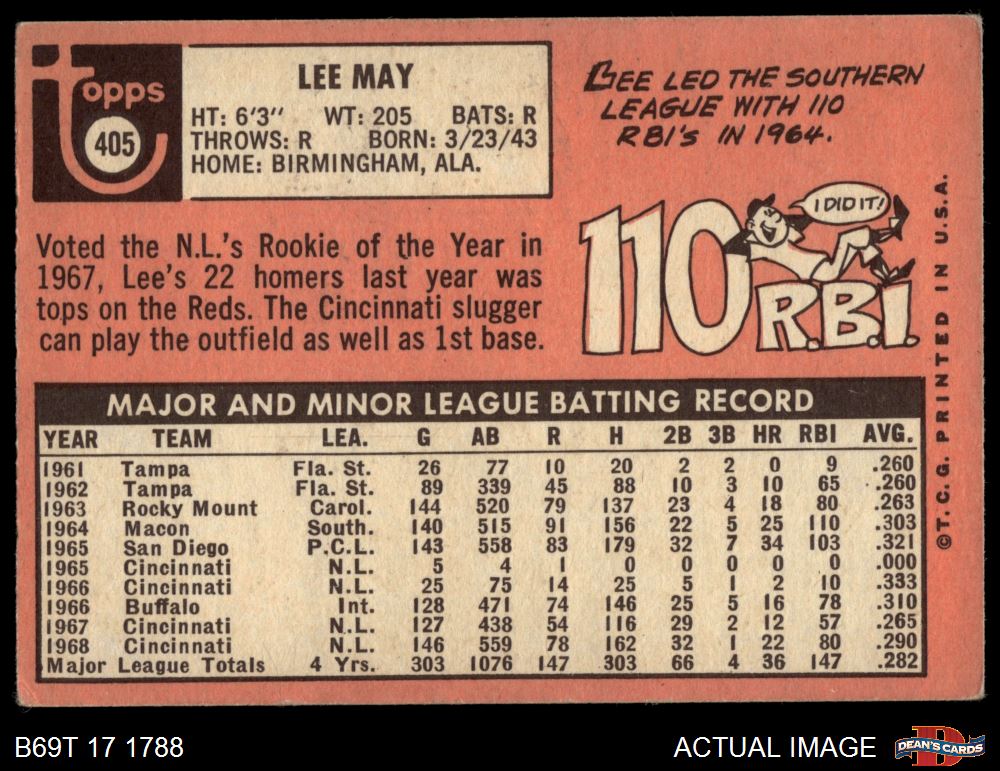 Topps
405
LEE MAY
HT: 6'3" WT: 205 BATS: R
THROWS: R BORN: 3/23/43
HOME: BIRMINGHAM, ALA.
LEE LED THE SOUTHERN
LEAGUE WITH 110
RBI's IN 1964.
Voted the N.L.'s Rookie of the Year in
1967, Lee's 22 homers last year was
tops on the Reds. The Cincinnati slugger
can play the outfield as well as 1st base.
I DID IT!
110
R.B.I.
MAJOR AND MINOR LEAGUE BATTING RECORD
YEAR TEAM LEA. G AB R H 2B 3B HR RBI AVG.
1961 Tampa Fla. St. 26 77 10 20 2 2 0 9 .260
1962 Tampa Fla. St. 89 339 45 88 10 3 10 65 .260
1963 Rocky Mount Carol. 144 520 79 137 23 4 18 80 .263
1964 Macon South. 140 515 91 156 22 5 25 110 .303
1965 San Diego P.C.L. 143 558 83 179 32 7 34 103 .321
1965 Cincinnati N.L. 5 4 1 0 0 0 0 0 .000
1966 Cincinnati N.L. 25 75 14 25 5 1 2 10 .333
1966 Buffalo Int. 128 471 74 146 25 5 16 78 .310
1967 Cincinnati N.L. 127 438 54 116 29 2 12 57 .265
1968 Cincinnati N.L. 146 559 78 162 32 1 22 80 .290
Major League Totals 4 Yrs. 303 1076 147 303 66 4 36 147 .282
©T.C.G. PRINTED IN U.S.A.
B69T 17 1788
ACTUAL IMAGE
D
DEAN'S CARDS